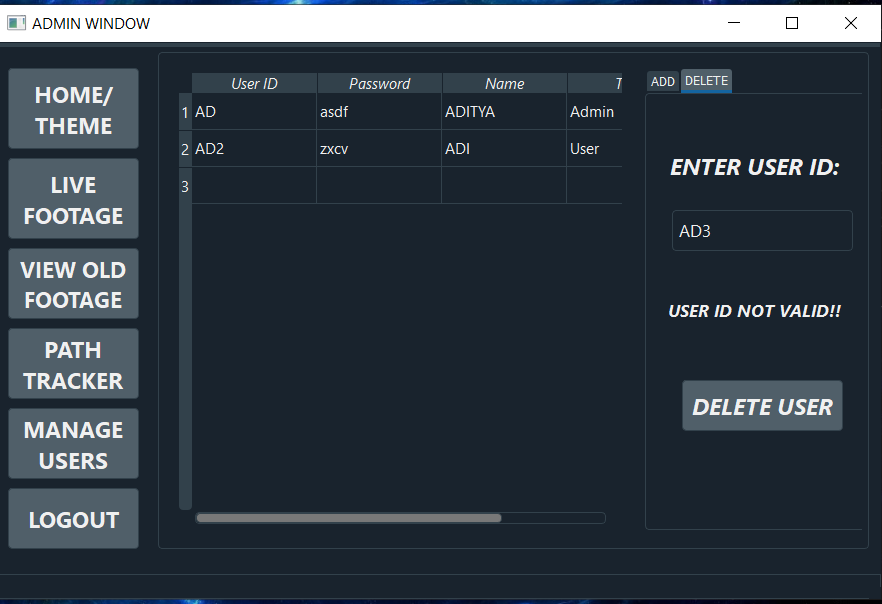 ADMIN WINDOW
HOME/
THEME
LIVE
FOOTAGE
VIEW OLD
FOOTAGE
PATH
TRACKER
MANAGE
USERS
LOGOUT
User ID Password Name T
1 AD asdf ADITYA Admin
2 AD2 zxcv ADI User
3
ADD DELETE
ENTER USER ID:
AD3
USER ID NOT VALID!!
DELETE USER